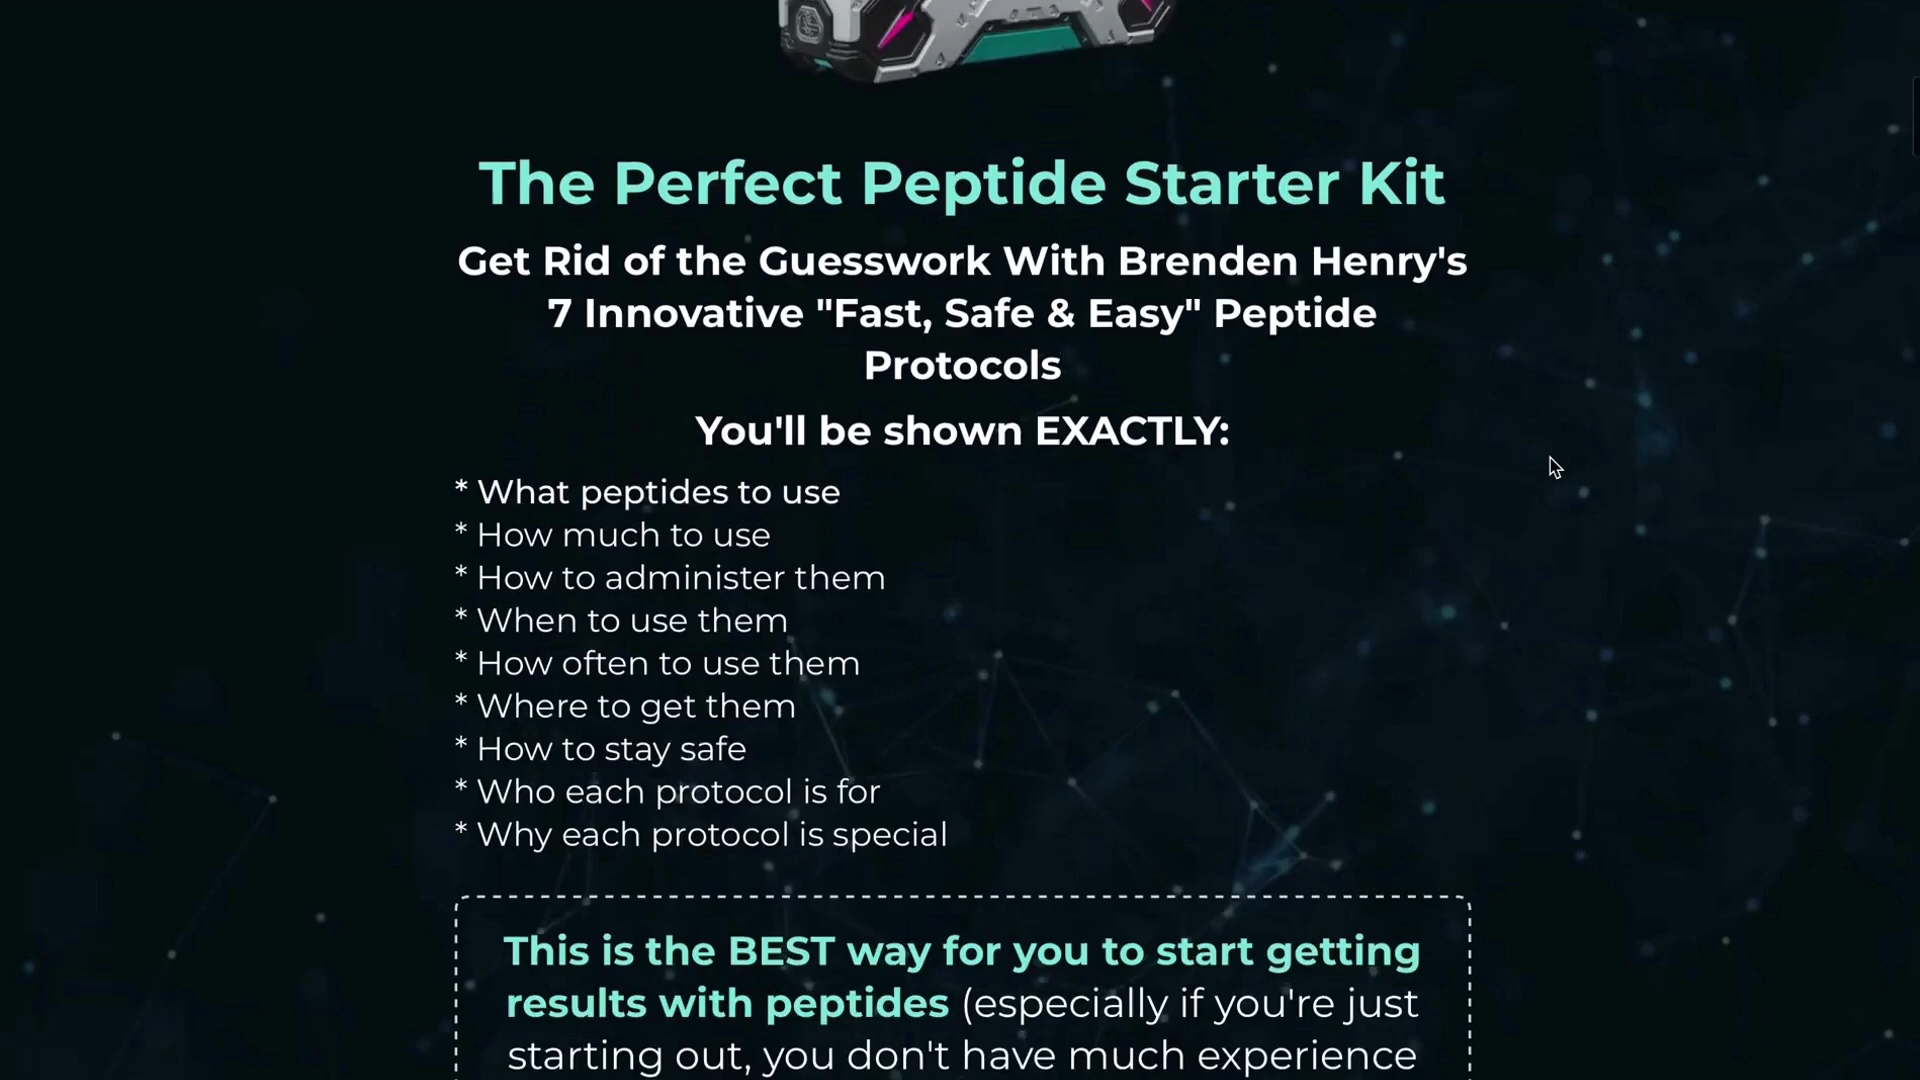 The Perfect Peptide Starter Kit
Get Rid of the Guesswork With Brenden Henry's
7 Innovative "Fast, Safe & Easy" Peptide
Protocols
You'll be shown EXACTLY:
* What peptides to use
* How much to use
* How to administer them
* When to use them
* How often to use them
* Where to get them
* How to stay safe
* Who each protocol is for
* Why each protocol is special
This is the BEST way for you to start getting
results with peptides (especially if you're just
starting out, you don't have much experience